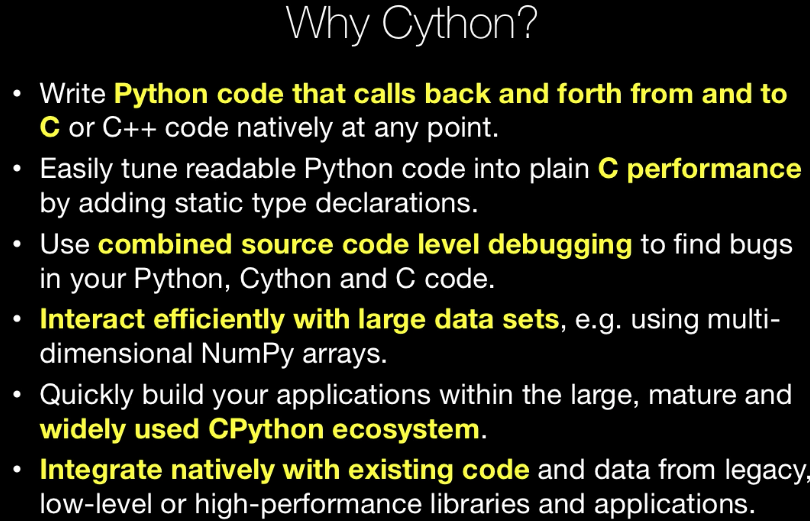 Why Cython?
• Write Python code that calls back and forth from and to
C or C++ code natively at any point.
• Easily tune readable Python code into plain C performance
by adding static type declarations.
• Use combined source code level debugging to find bugs
in your Python, Cython and C code.
• Interact efficiently with large data sets, e.g. using multi-
dimensional NumPy arrays.
• Quickly build your applications within the large, mature and
widely used CPython ecosystem.
• Integrate natively with existing code and data from legacy,
low-level or high-performance libraries and applications.